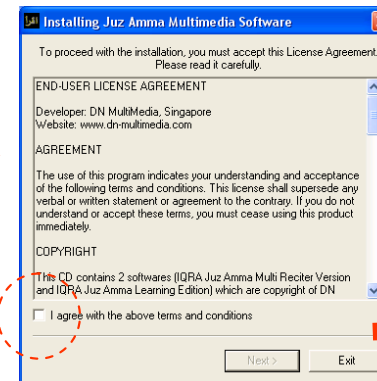 Installing Juz Amma Multimedia Software
To proceed with the installation, you must accept this License Agreement.
Please read it carefully.
END-USER LICENSE AGREEMENT
Developer: DN MultiMedia, Singapore
Website: www.dn-multimedia.com
AGREEMENT
The use of this program indicates your understanding and acceptance
of the following terms and conditions. This license shall supersede any
verbal or written statement or agreement to the contrary. If you do not
understand or accept these terms, you must cease using this product
immediately.
COPYRIGHT
This CD contains 2 softwares (IQRA Juz Amma Multi Reciter Version
and IQRA Juz Amma Learning Edition) which are copyright of DN
I agree with the above terms and conditions
Next >
Exit